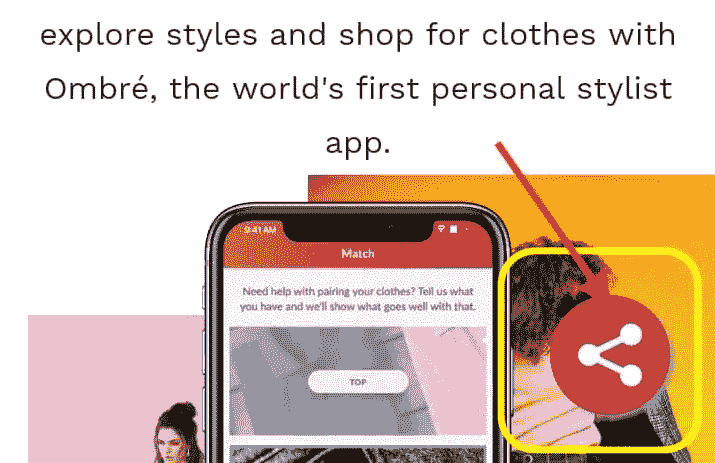 explore styles and shop for clothes with
Ombré, the world's first personal stylist
app.
9:41 AM
Match
Need help with pairing your clothes? Tell us what
you have and we'll show what goes well with that.
TOP